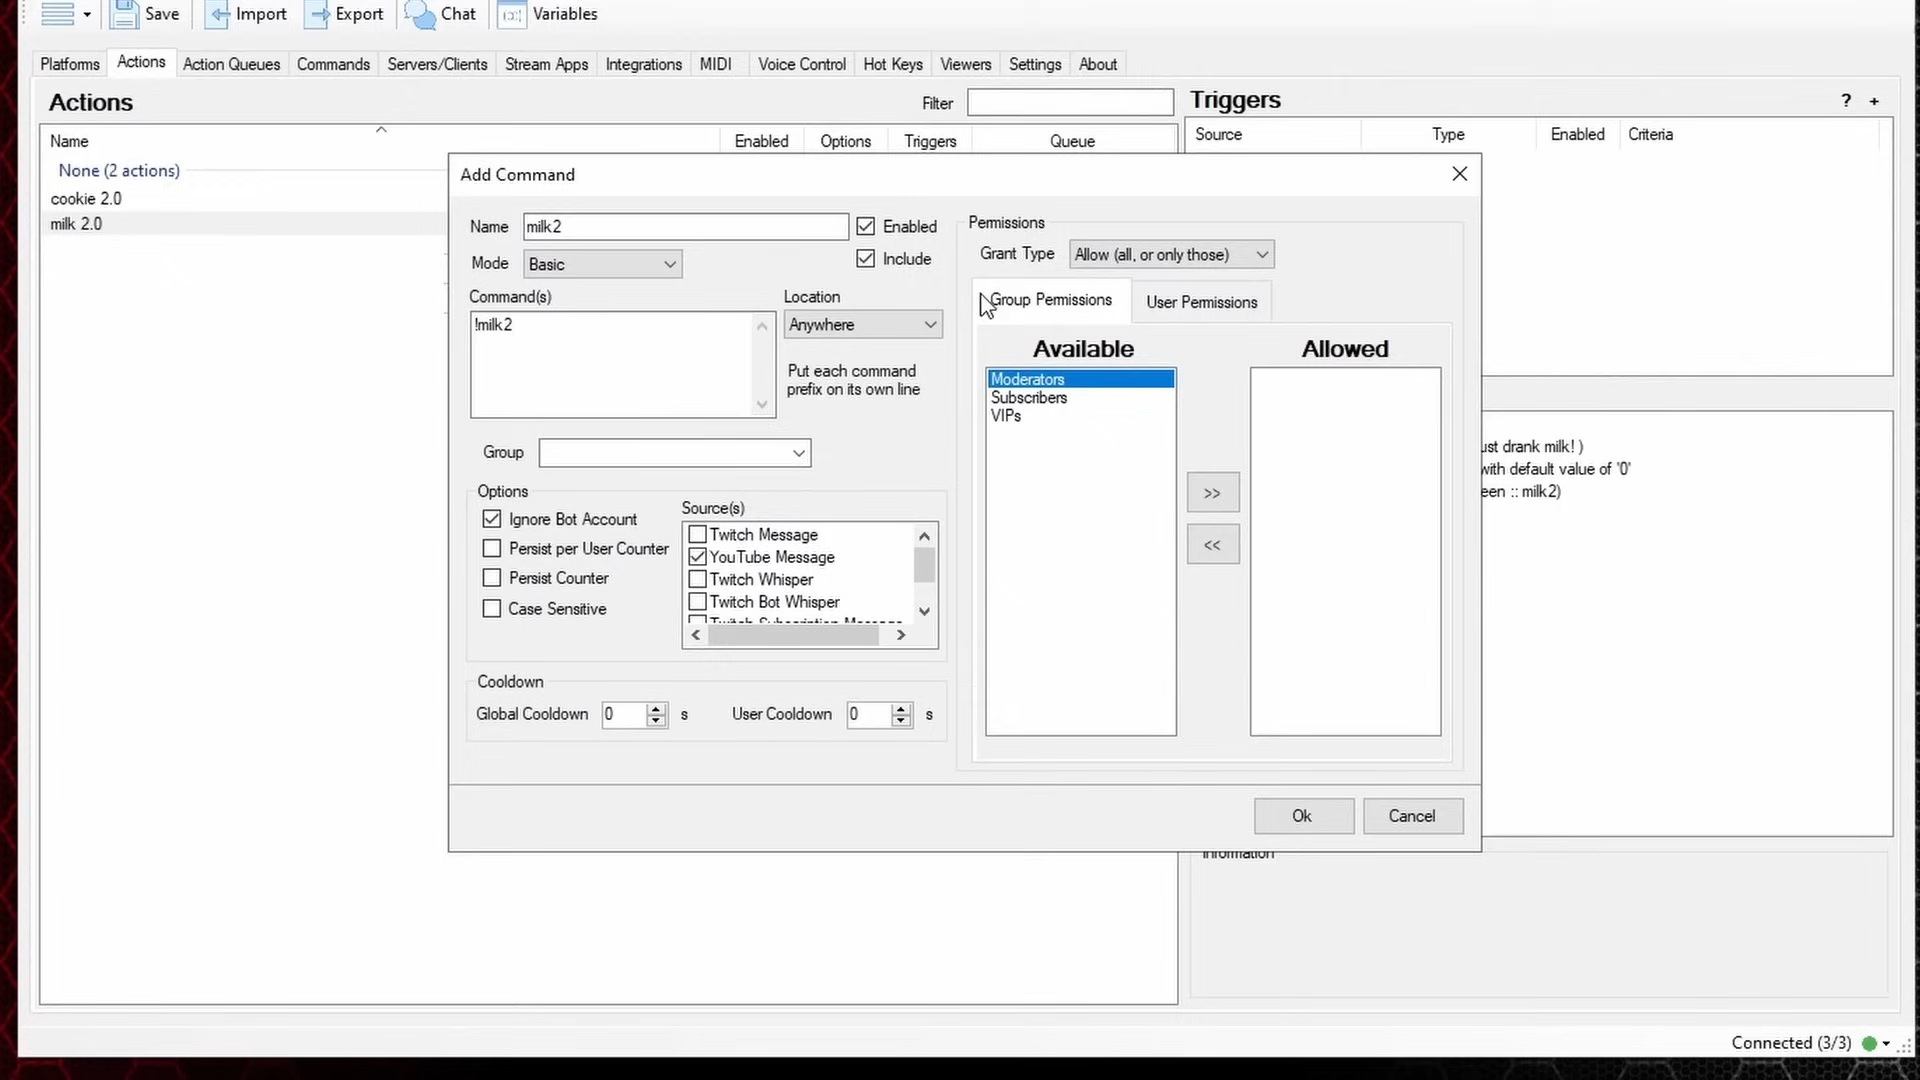 Save Import Export Chat Variables
Platforms Actions Action Queues Commands Servers/Clients Stream Apps Integrations MIDI Voice Control Hot Keys Viewers Settings About
Actions Filter
Name Enabled Options Triggers Queue
None (2 actions)
cookie 2.0
milk 2.0
Triggers ? +
Source Type Enabled Criteria
Add Command
Name milk2 Enabled
Mode Basic Include
Command(s) Location
!milk2 Anywhere
Put each command
prefix on its own line
Group
Options
Ignore Bot Account
Persist per User Counter
Persist Counter
Case Sensitive
Source(s)
Twitch Message
YouTube Message
Twitch Whisper
Twitch Bot Whisper
Twitch Subscription Message
Cooldown
Global Cooldown 0 s User Cooldown 0 s
Permissions
Grant Type Allow (all, or only those)
Group Permissions User Permissions
Available Allowed
Moderators
Subscribers
VIPs
>>
<<
Ok Cancel
ust drank milk! )
with default value of '0'
een :: milk2)
Information
Connected (3/3)